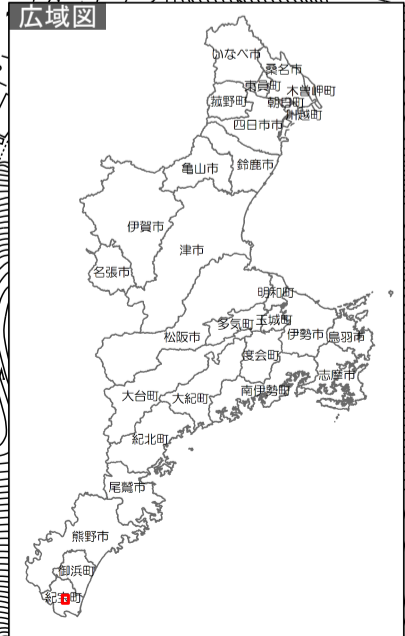 広域図
いなべ市
桑名市
東員町
木曽岬町
菰野町
朝日町
川越町
四日市市
亀山市
鈴鹿市
伊賀市
津市
名張市
明和町
多気町
玉城町
松阪市
伊勢市
鳥羽市
度会町
志摩市
大台町
大紀町
南伊勢町
紀北町
尾鷲市
熊野市
御浜町
紀宝町